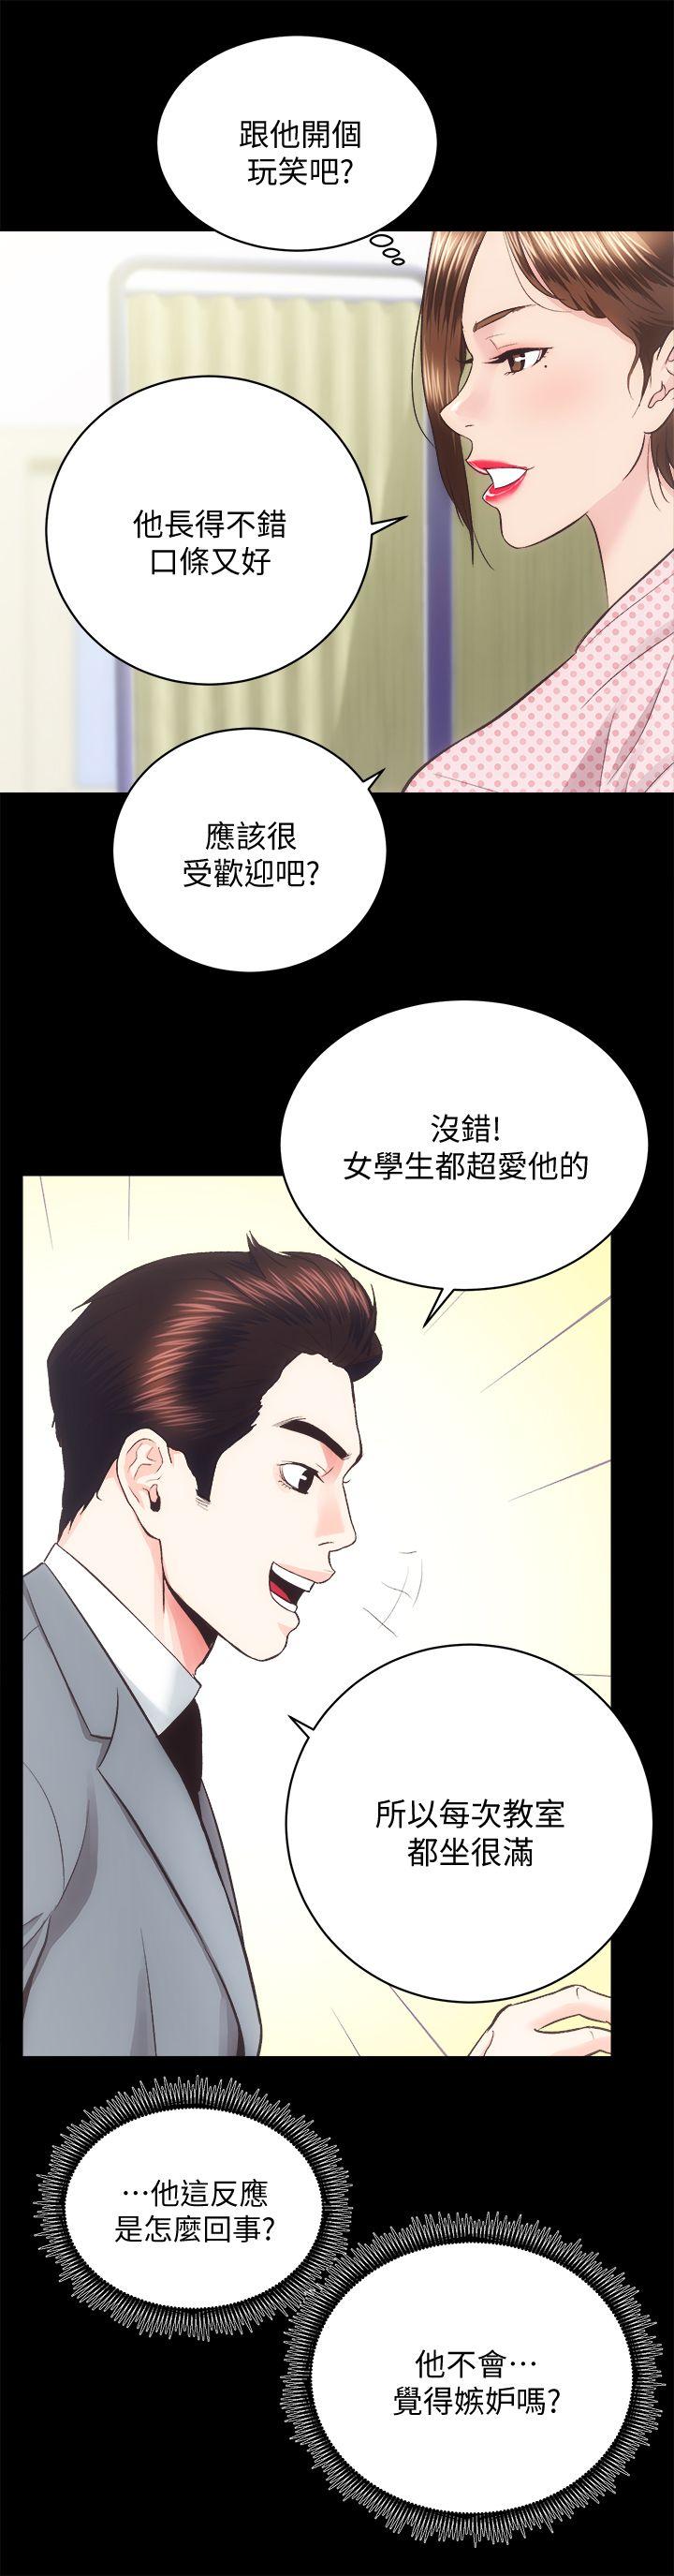 跟他開個
玩笑吧?
他長得不錯
口條又好
應該很
受歡迎吧?
沒錯!
女學生都超愛他的
所以每次教室
都坐很滿
…他這反應
是怎麼回事?
他不會…
覺得嫉妒嗎?